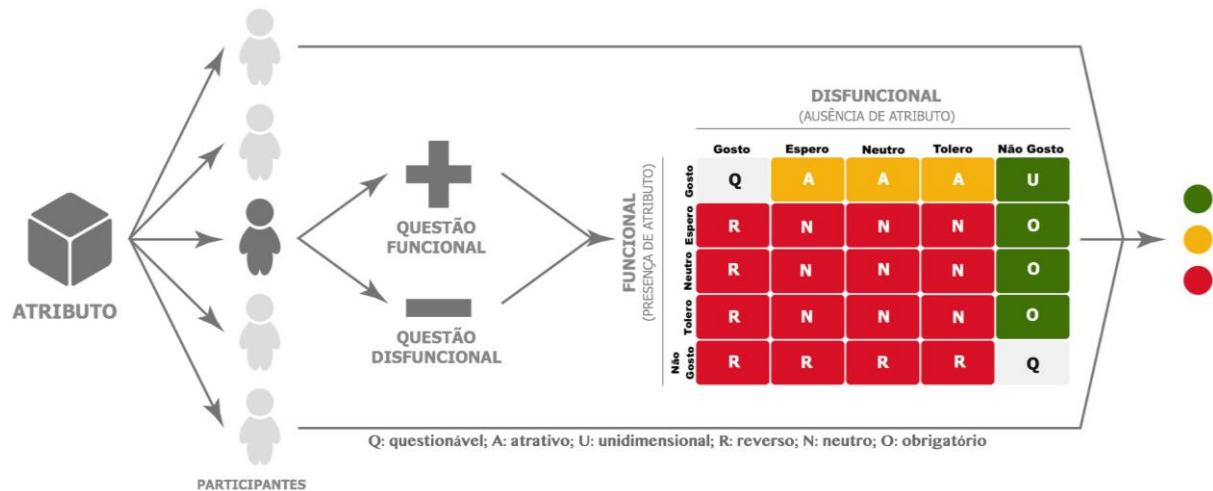 DISFUNCIONAL
(AUSÊNCIA DE ATRIBUTO)
Gosto Espero Neutro Tolero Não Gosto
FUNCIONAL
(PRESENÇA DE ATRIBUTO)
Gosto Q A A A U
Espero R N N N O
Neutro R N N N O
Tolero R N N N O
Não
Gosto R R R R Q
QUESTÃO
FUNCIONAL
QUESTÃO
DISFUNCIONAL
ATRIBUTO
Q: questionável; A: atrativo; U: unidimensional; R: reverso; N: neutro; O: obrigatório
PARTICIPANTES